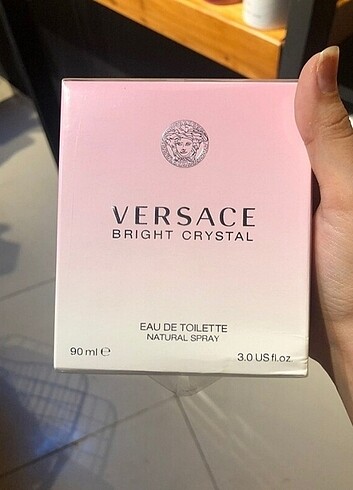 VERSACE
BRIGHT CRYSTAL
EAU DE TOILETTE
NATURAL SPRAY
90 ml ℮ 3.0 US fl.oz.